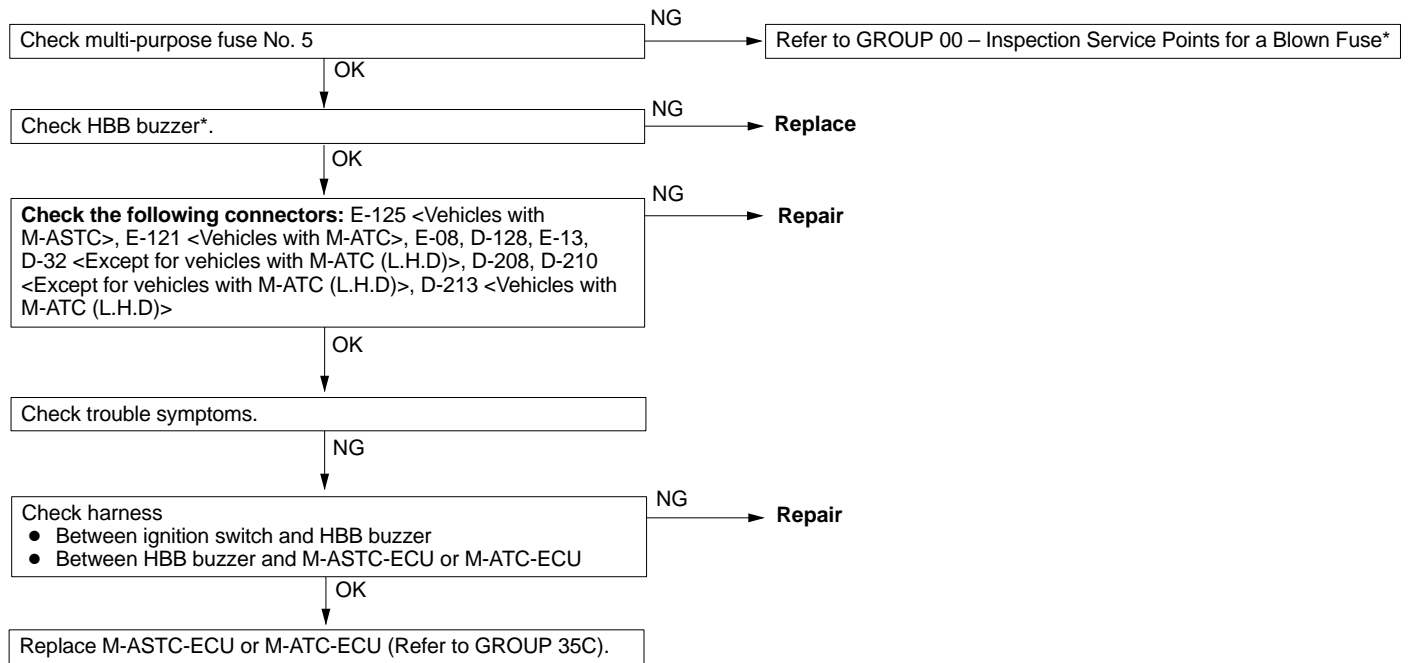 NG
Check multi-purpose fuse No. 5
Refer to GROUP 00 – Inspection Service Points for a Blown Fuse*
OK
NG
Check HBB buzzer*.
Replace
OK
NG
Check the following connectors: E-125 <Vehicles with
M-ASTC>, E-121 <Vehicles with M-ATC>, E-08, D-128, E-13,
D-32 <Except for vehicles with M-ATC (L.H.D)>, D-208, D-210
<Except for vehicles with M-ATC (L.H.D)>, D-213 <Vehicles with
M-ATC (L.H.D)>
Repair
OK
Check trouble symptoms.
NG
NG
Check harness
● Between ignition switch and HBB buzzer
● Between HBB buzzer and M-ASTC-ECU or M-ATC-ECU
Repair
OK
Replace M-ASTC-ECU or M-ATC-ECU (Refer to GROUP 35C).